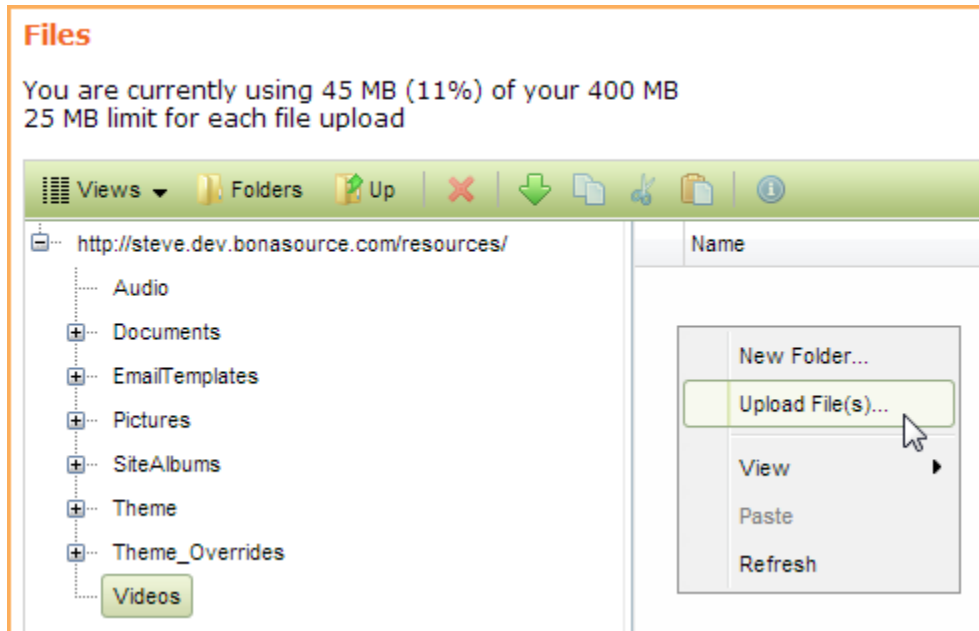 Files
You are currently using 45 MB (11%) of your 400 MB
25 MB limit for each file upload
Views Folders Up
http://steve.dev.bonasource.com/resources/
Name
Audio
Documents
EmailTemplates
Pictures
SiteAlbums
Theme
Theme_Overrides
Videos
New Folder...
Upload File(s)...
View
Paste
Refresh